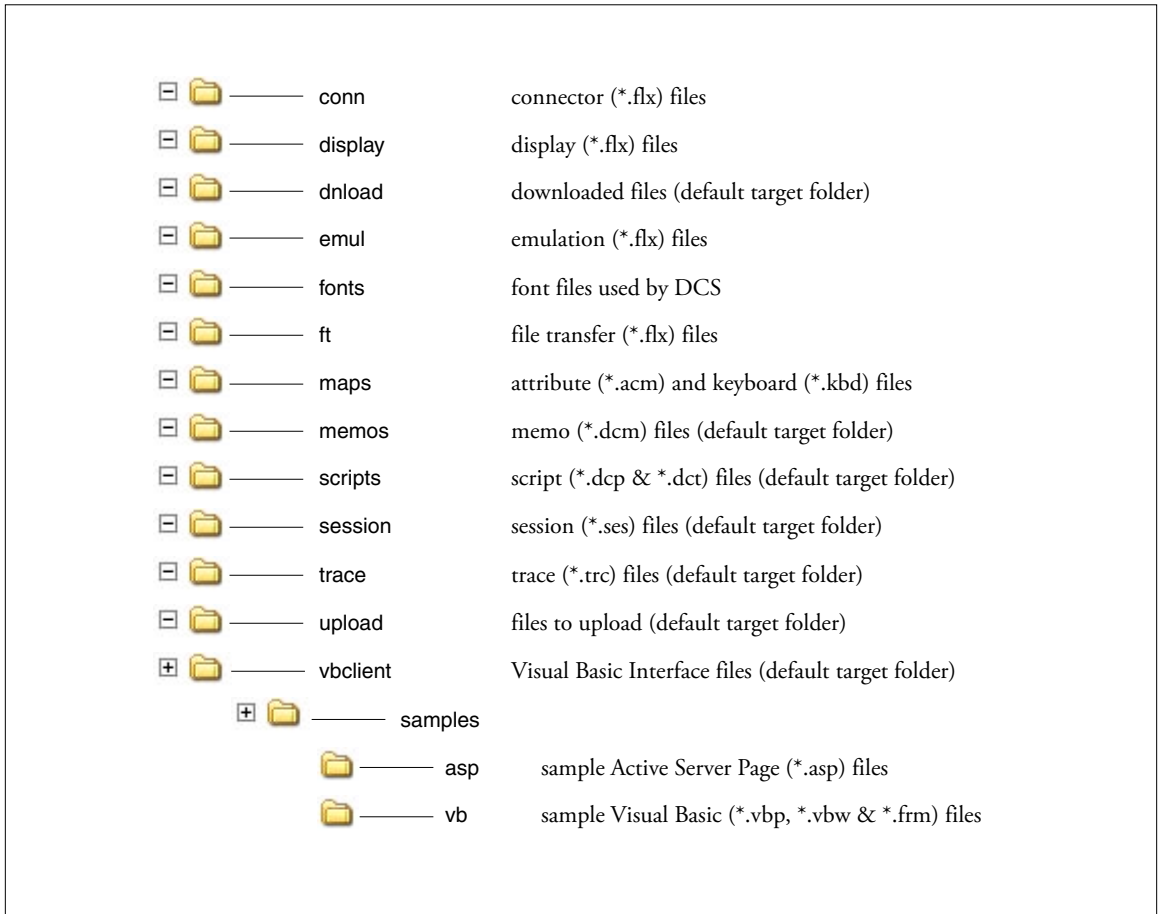 conn connector (*.flx) files
display display (*.flx) files
dnload downloaded files (default target folder)
emul emulation (*.flx) files
fonts font files used by DCS
ft file transfer (*.flx) files
maps attribute (*.acm) and keyboard (*.kbd) files
memos memo (*.dcm) files (default target folder)
scripts script (*.dcp & *.dct) files (default target folder)
session session (*.ses) files (default target folder)
trace trace (*.trc) files (default target folder)
upload files to upload (default target folder)
vbclient Visual Basic Interface files (default target folder)
samples
asp sample Active Server Page (*.asp) files
vb sample Visual Basic (*.vbp, *.vbw & *.frm) files